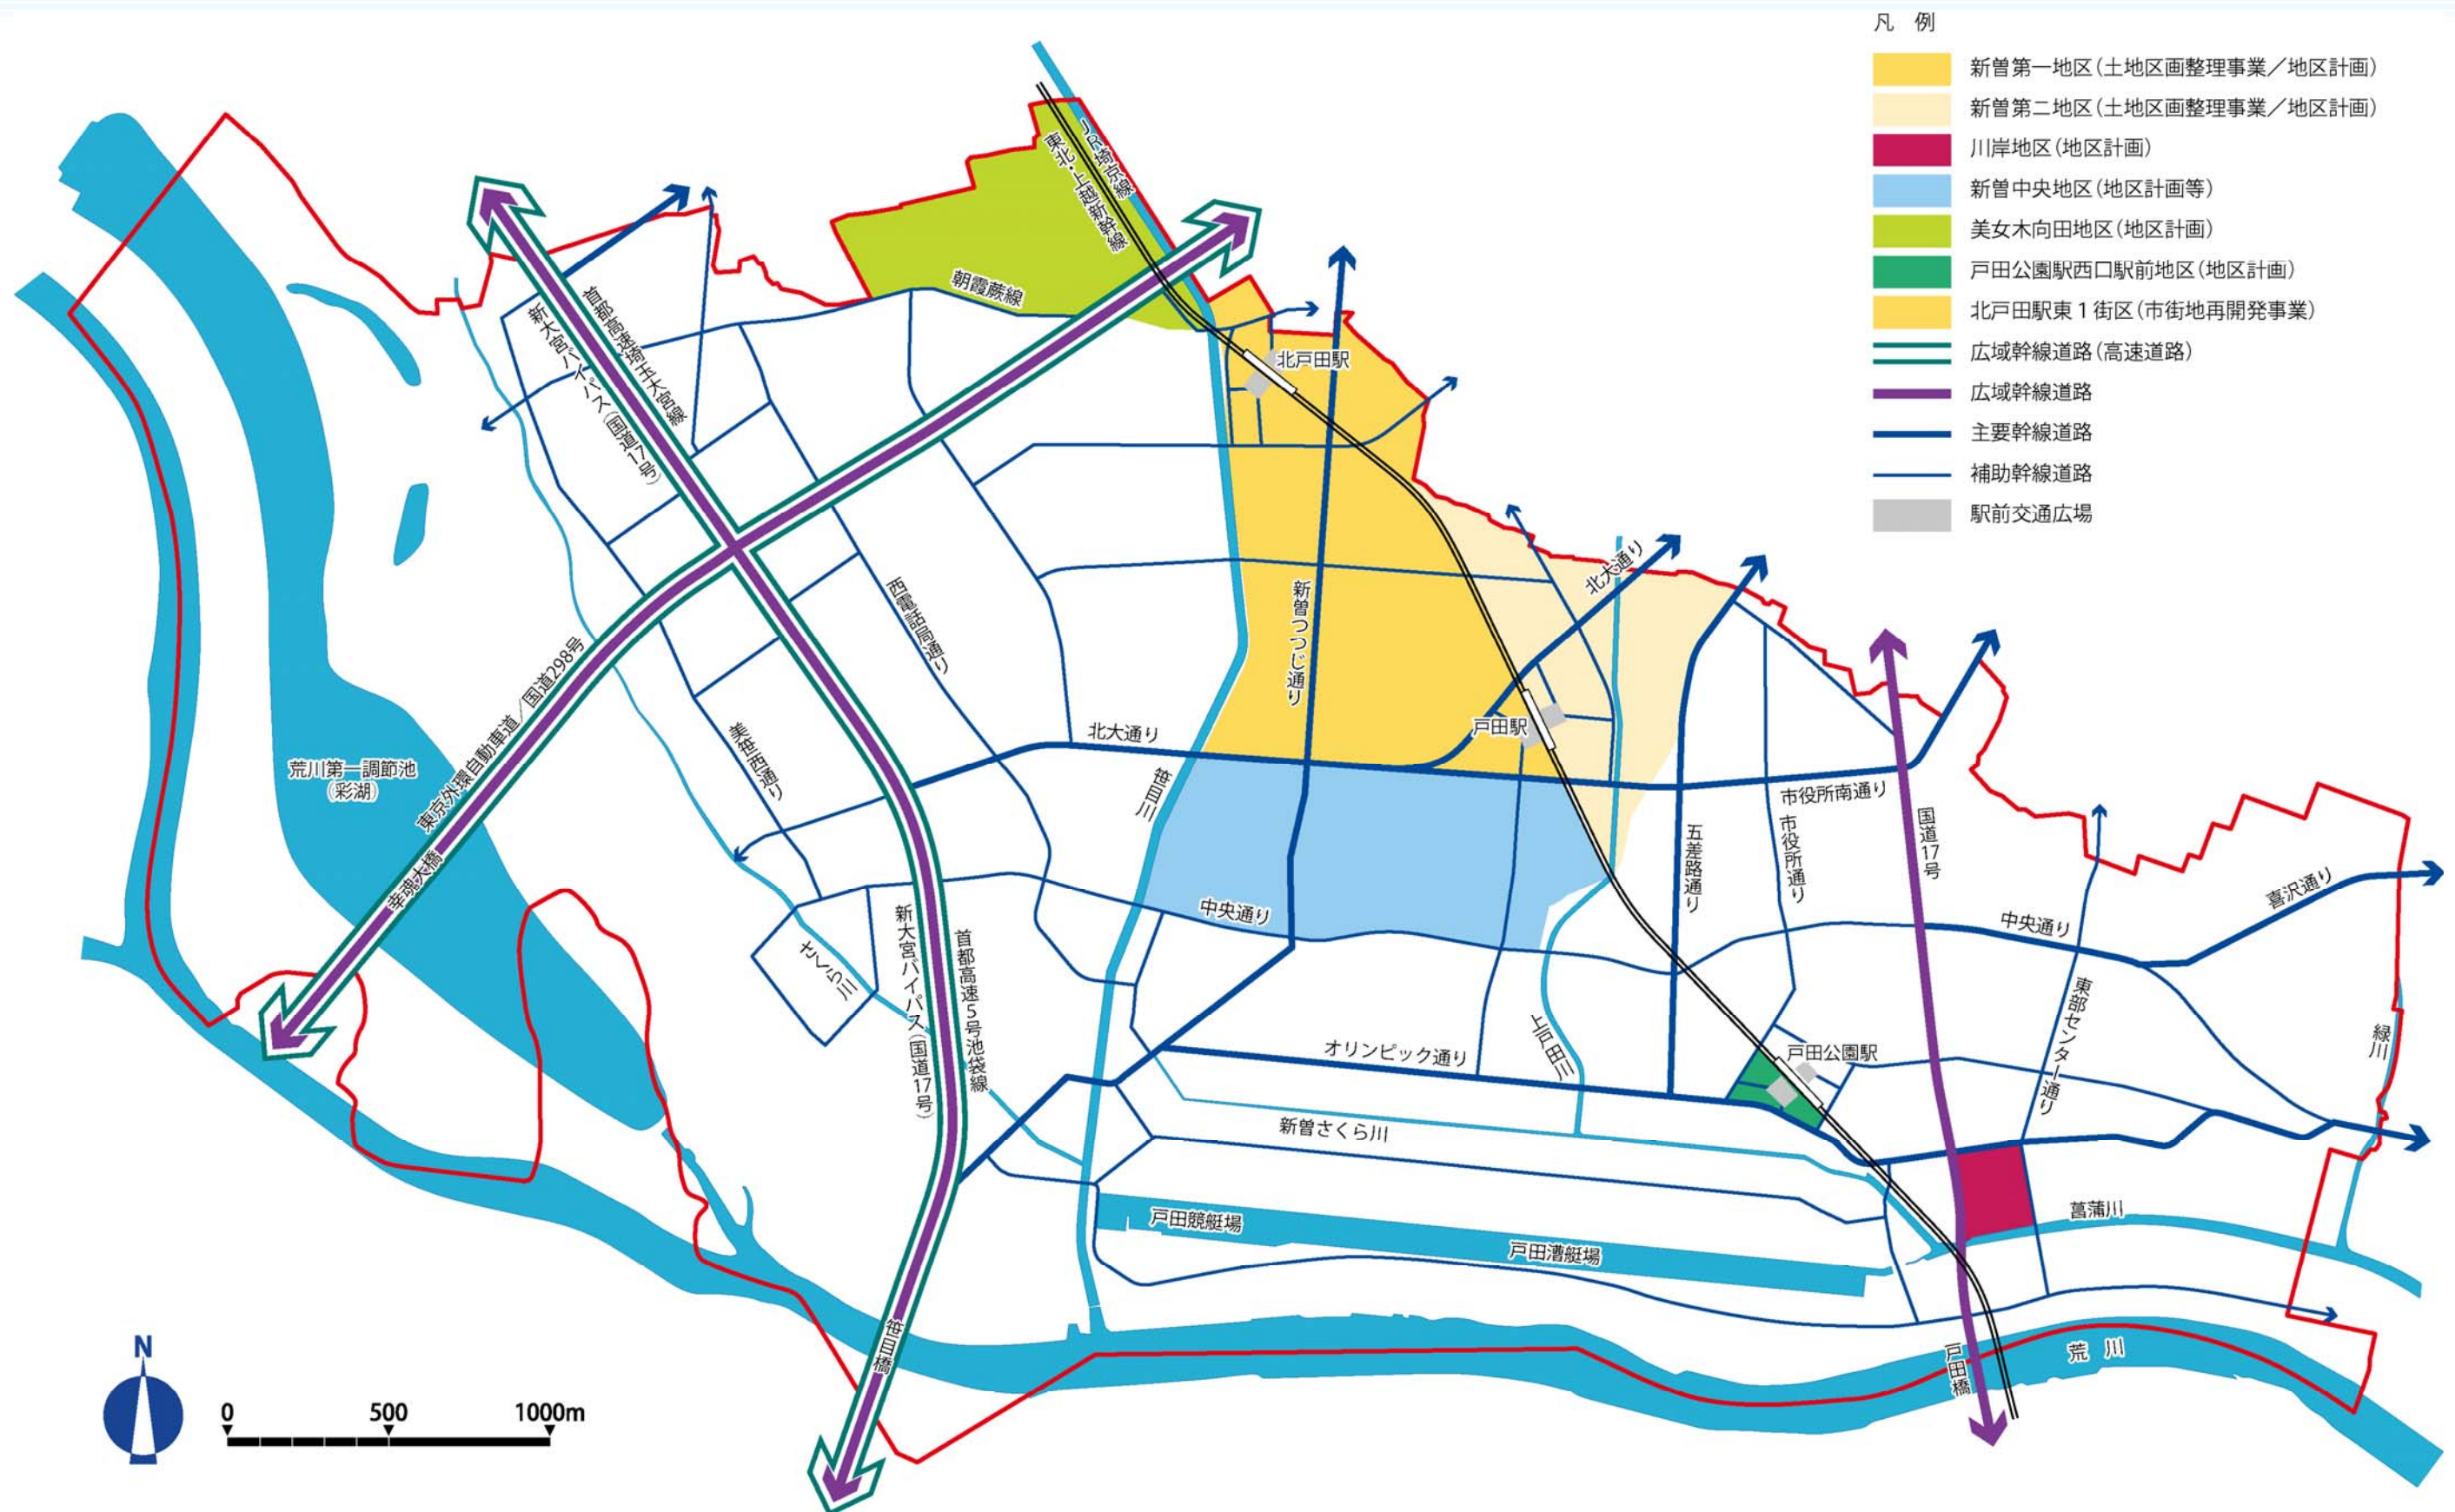 凡 例
新曽第一地区(土地区画整理事業／地区計画)
新曽第二地区(土地区画整理事業／地区計画)
川岸地区(地区計画)
新曽中央地区(地区計画等)
美女木向田地区(地区計画)
戸田公園駅西口駅前地区(地区計画)
北戸田駅東1街区(市街地再開発事業)
広域幹線道路(高速道路)
広域幹線道路
主要幹線道路
補助幹線道路
駅前交通広場
JR埼京線
東北・上越新幹線
朝霞蕨線
首都高速埼玉大宮線
新大宮バイパス(国道17号)
北戸田駅
北大通り
西電話局通り
新曽つつじ通り
東京外環自動車道／国道298号
美笹西通り
北大通り
戸田駅
荒川第一調節池
(彩湖)
笹目川
市役所南通り
市役所通り
五差路通り
国道17号
幸魂大橋
喜沢通り
中央通り
中央通り
さくら川
新大宮バイパス(国道17号)
首都高速5号池袋線
東部センター通り
緑川
オリンピック通り
上戸田川
戸田公園駅
新曽さくら川
戸田競艇場
戸田漕艇場
菖蒲川
笹目橋
戸田橋
荒 川
N
0 500 1000m